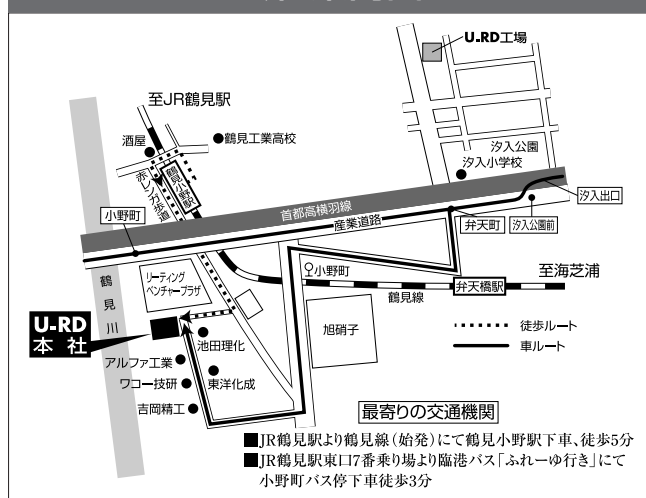 U-RD工場
至JR鶴見駅
酒屋
鶴見工業高校
赤レンガ歩道
鶴見小野駅
汐入公園
汐入小学校
首都高横羽線
産業道路
小野町
汐入出口
弁天町
汐入公園前
リーディング
ベンチャープラザ
小野町
至海芝浦
鶴見川
鶴見線
弁天橋駅
U-RD
本 社
池田理化
旭硝子
徒歩ルート
車ルート
アルファ工業
ワコー技研
東洋化成
吉岡精工
最寄りの交通機関
■JR鶴見駅より鶴見線(始発)にて鶴見小野駅下車、徒歩5分
■JR鶴見駅東口7番乗り場より臨港バス「ふれーゆ行き」にて
小野町バス停下車徒歩3分